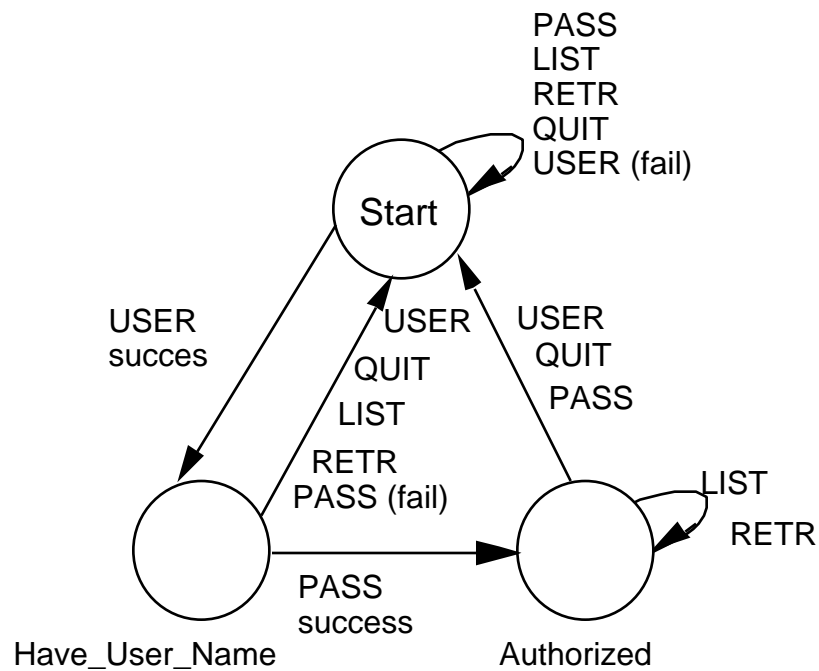 PASS
LIST
RETR
QUIT
USER (fail)
Start
USER
succes
USER
QUIT
LIST
RETR
PASS (fail)
USER
QUIT
PASS
LIST
RETR
PASS
success
Have_User_Name
Authorized